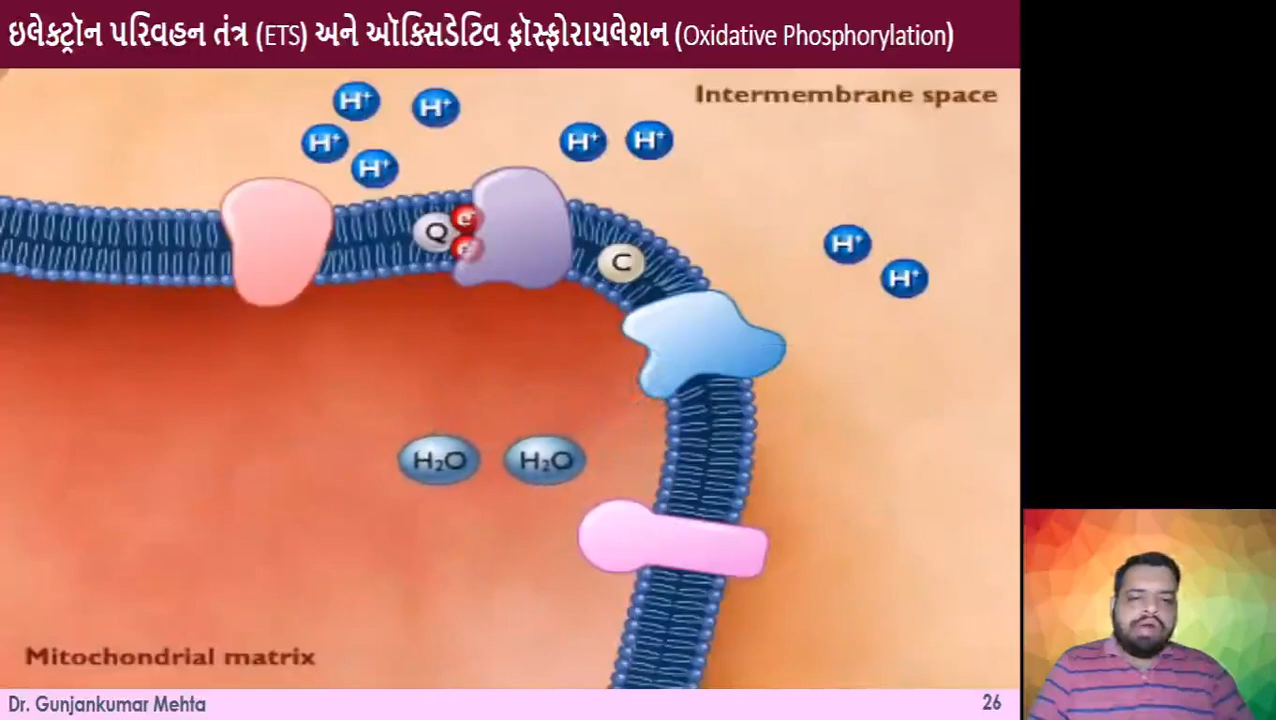 ઇલેક્ટ્રૉન પરિવહન તંત્ર (ETS) અને ઑક્સિડેટિવ ફૉસ્ફોરાયલેશન (Oxidative Phosphorylation)
Intermembrane space
H⁺ H⁺
H⁺ H⁺ H⁺
H⁺
Q e⁻
e⁻
C
H⁺
H⁺
H₂O H₂O
Mitochondrial matrix
Dr. Gunjankumar Mehta 26